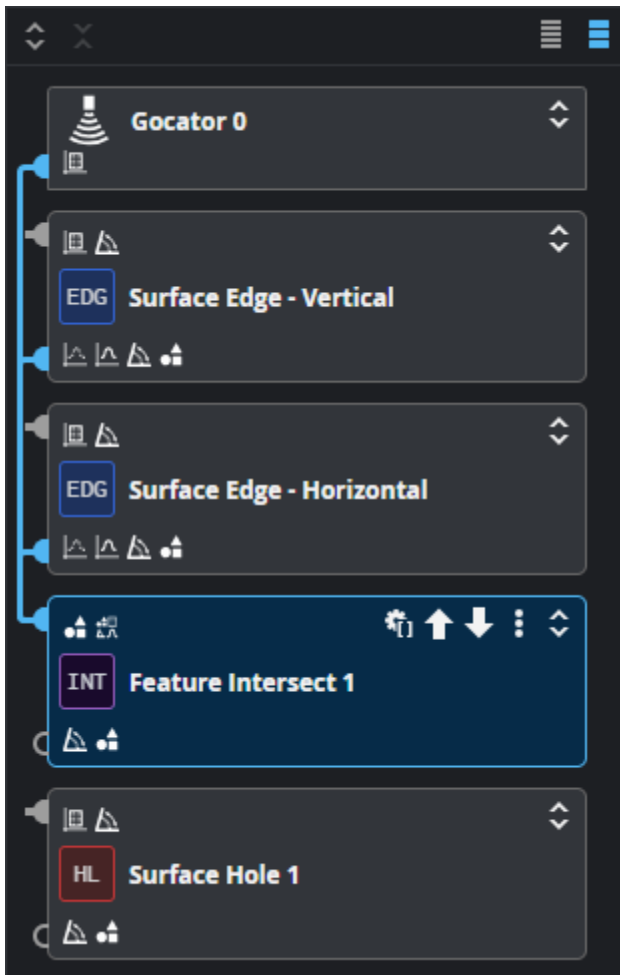 Gocator 0
EDG Surface Edge - Vertical
EDG Surface Edge - Horizontal
INT Feature Intersect 1
HL Surface Hole 1